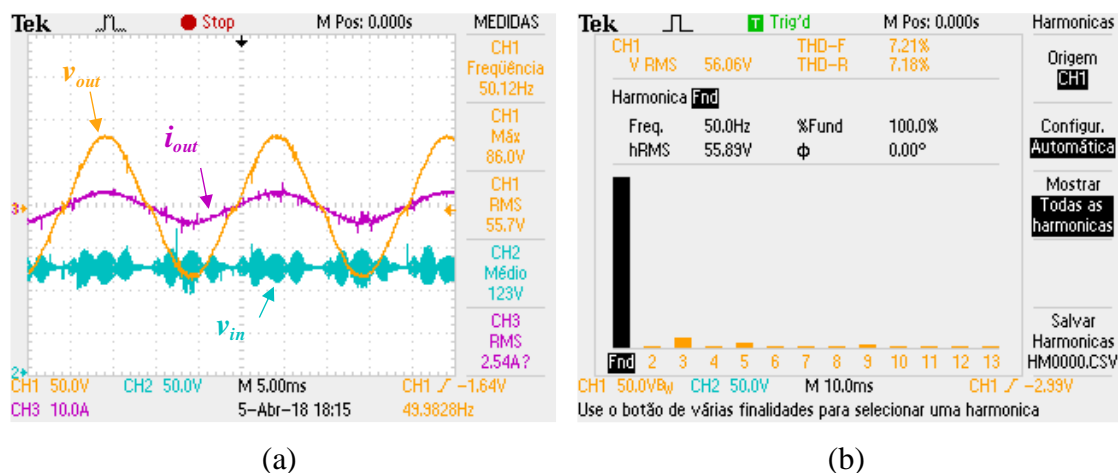 Tek Stop M Pos: 0.000s MEDIDAS
CH1
Freqüência
50.12Hz
CH1
Máx
86.0V
CH1
RMS
55.7V
CH2
Médio
123V
CH3
RMS
2.54A?
v_out
i_out
v_in
3
2
CH1 50.0V CH2 50.0V M 5.00ms CH1 -1.64V
CH3 10.0A 5-Abr-18 18:15 49.9828Hz
(a)
Tek T Trig'd M Pos: 0.000s Harmonicas
CH1 THD-F 7.21%
V RMS 56.06V THD-R 7.18%
Harmonica Fnd
Freq. 50.0Hz %Fund 100.0%
hRMS 55.89V ϕ 0.00°
Fnd 2 3 4 5 6 7 8 9 10 11 12 13
Origem
CH1
Configur.
Automática
Mostrar
Todas as
harmonicas
Salvar
Harmonicas
HM0000.CSV
CH1 50.0VBW CH2 50.0V M 10.0ms CH1 -2.99V
Use o botão de várias finalidades para selecionar uma harmonica
(b)